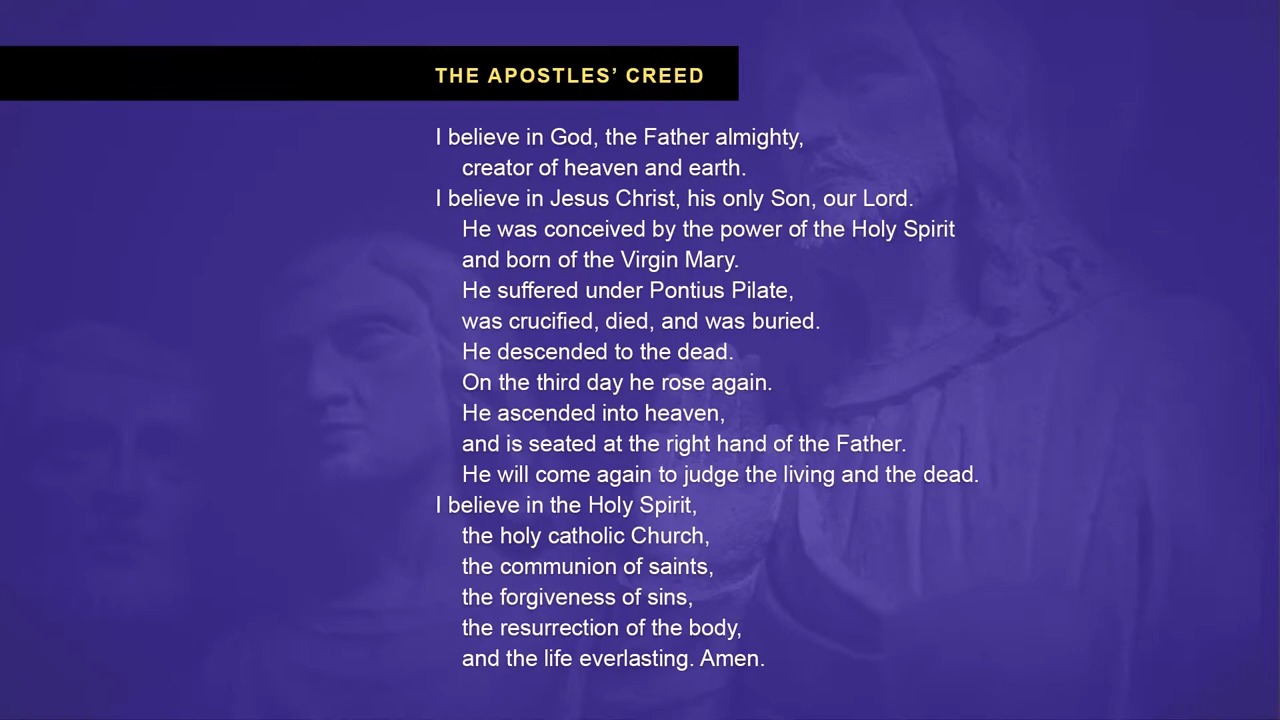 THE APOSTLES’ CREED
I believe in God, the Father almighty,
creator of heaven and earth.
I believe in Jesus Christ, his only Son, our Lord.
He was conceived by the power of the Holy Spirit
and born of the Virgin Mary.
He suffered under Pontius Pilate,
was crucified, died, and was buried.
He descended to the dead.
On the third day he rose again.
He ascended into heaven,
and is seated at the right hand of the Father.
He will come again to judge the living and the dead.
I believe in the Holy Spirit,
the holy catholic Church,
the communion of saints,
the forgiveness of sins,
the resurrection of the body,
and the life everlasting. Amen.